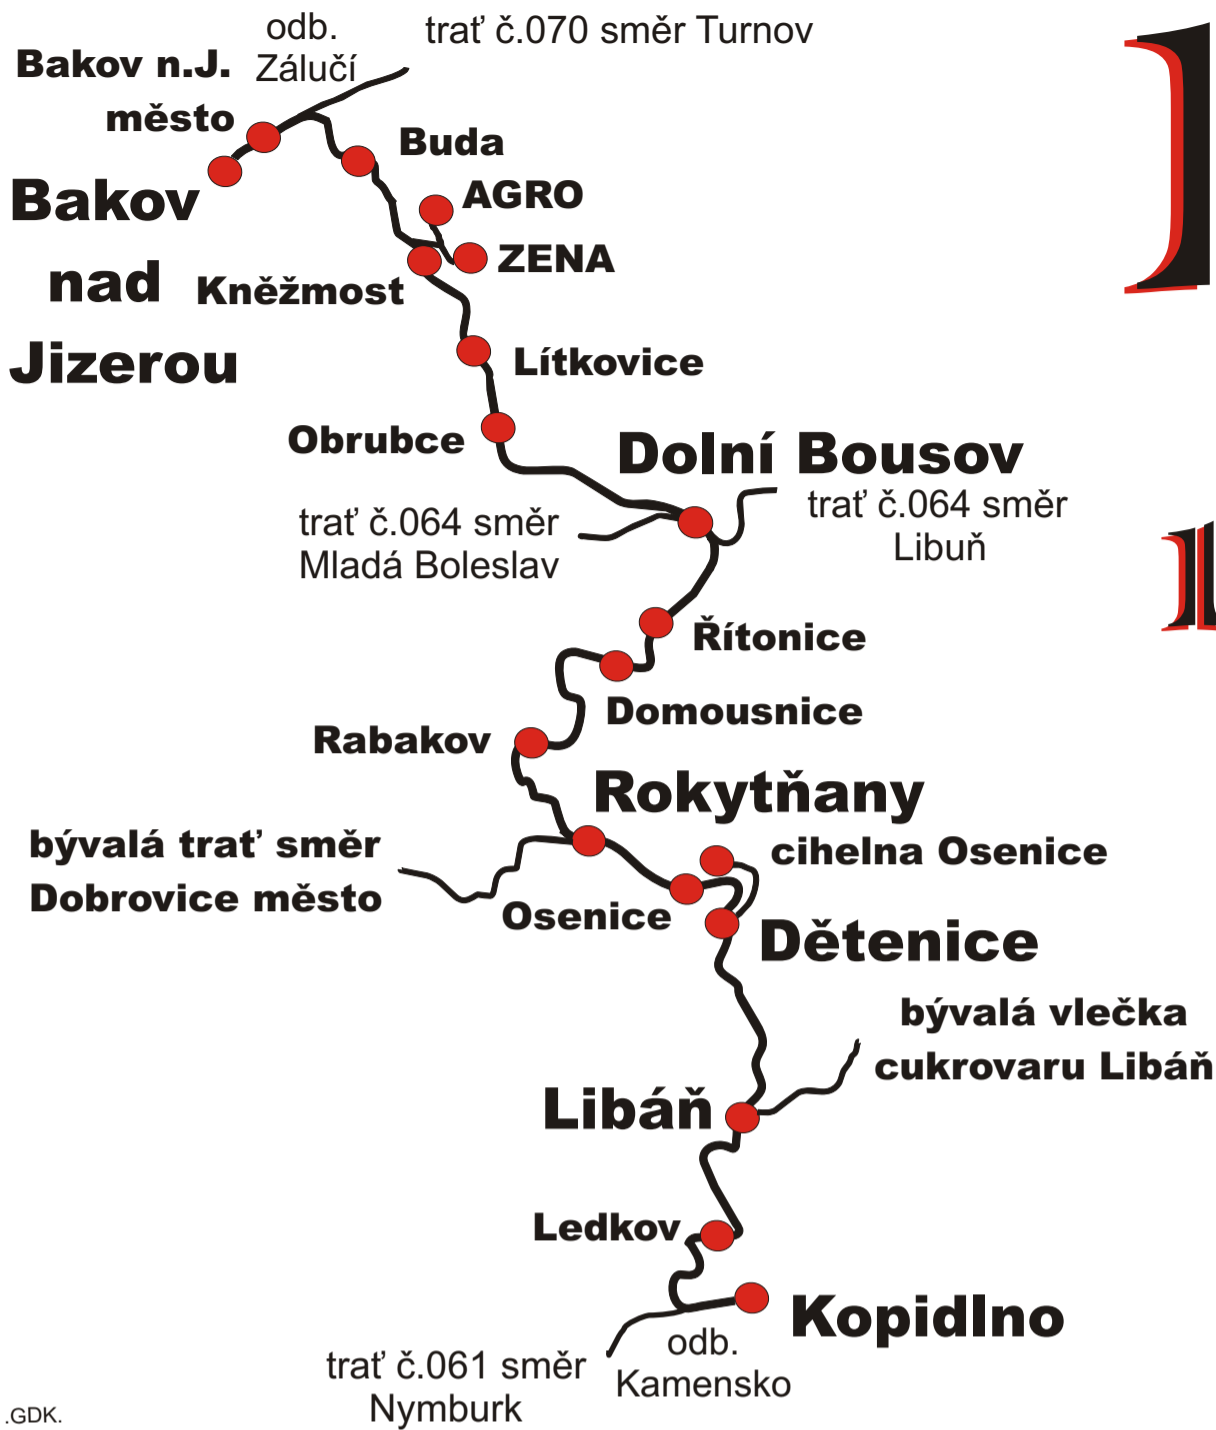 odb.
Zálučí
trať č.070 směr Turnov
Bakov n.J.
město
Buda
Bakov
nad
Jizerou
AGRO
ZENA
Kněžmost
Lítkovice
Obrubce
Dolní Bousov
trať č.064 směr
Mladá Boleslav
trať č.064 směr
Libuň
Řítonice
Domousnice
Rabakov
Rokytňany
bývalá trať směr
Dobrovice město
cihelna Osenice
Osenice
Dětenice
bývalá vlečka
cukrovaru Libáň
Libáň
Ledkov
Kopidlno
odb.
Kamensko
trať č.061 směr
Nymburk
.GDK.